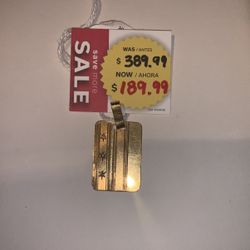 save more
SALE
WAS / ANTES
$ 389.99
NOW / AHORA
$ 189.99